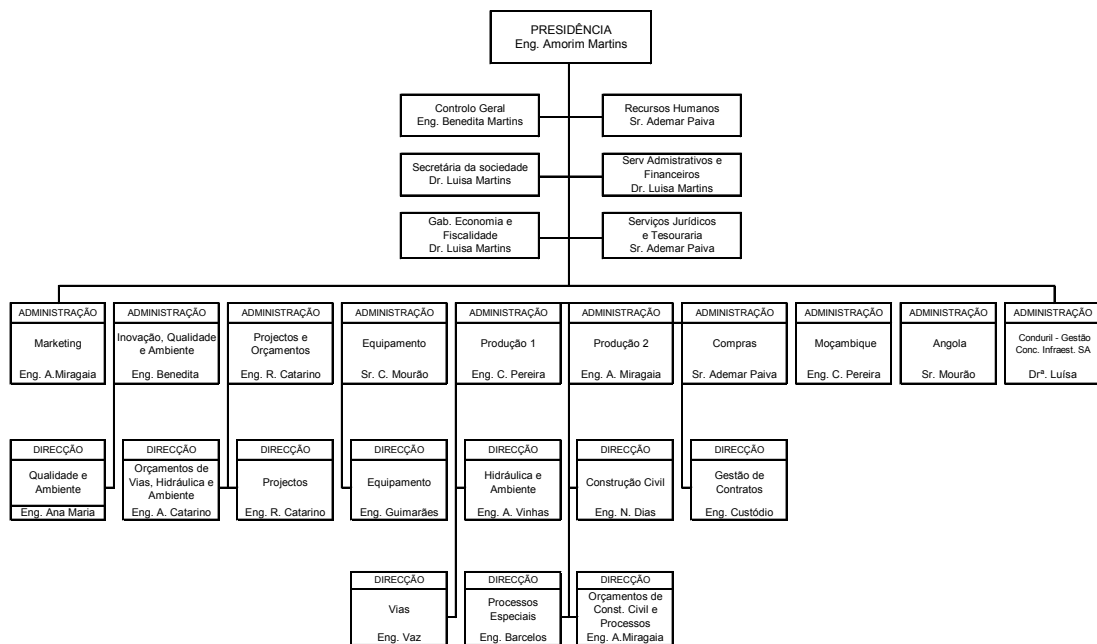 PRESIDÊNCIA
Eng. Amorim Martins
Controlo Geral
Eng. Benedita Martins
Recursos Humanos
Sr. Ademar Paiva
Secretária da sociedade
Dr. Luisa Martins
Serv Admistrativos e
Financeiros
Dr. Luisa Martins
Gab. Economia e
Fiscalidade
Dr. Luisa Martins
Serviços Jurídicos
e Tesouraria
Sr. Ademar Paiva
ADMINISTRAÇÃO
Marketing
Eng. A.Miragaia
ADMINISTRAÇÃO
Inovação, Qualidade
e Ambiente
Eng. Benedita
ADMINISTRAÇÃO
Projectos e
Orçamentos
Eng. R. Catarino
ADMINISTRAÇÃO
Equipamento
Sr. C. Mourão
ADMINISTRAÇÃO
Produção 1
Eng. C. Pereira
ADMINISTRAÇÃO
Produção 2
Eng. A. Miragaia
ADMINISTRAÇÃO
Compras
Sr. Ademar Paiva
ADMINISTRAÇÃO
Moçambique
Eng. C. Pereira
ADMINISTRAÇÃO
Angola
Sr. Mourão
ADMINISTRAÇÃO
Conduril - Gestão
Conc. Infraest. SA
Drª. Luísa
DIRECÇÃO
Qualidade e
Ambiente
Eng. Ana Maria
DIRECÇÃO
Orçamentos de
Vias, Hidráulica e
Ambiente
Eng. A. Catarino
DIRECÇÃO
Projectos
Eng. R. Catarino
DIRECÇÃO
Equipamento
Eng. Guimarães
DIRECÇÃO
Hidráulica e
Ambiente
Eng. A. Vinhas
DIRECÇÃO
Construção Civil
Eng. N. Dias
DIRECÇÃO
Gestão de
Contratos
Eng. Custódio
DIRECÇÃO
Vias
Eng. Vaz
DIRECÇÃO
Processos
Especiais
Eng. Barcelos
DIRECÇÃO
Orçamentos de
Const. Civil e
Processos
Eng. A.Miragaia